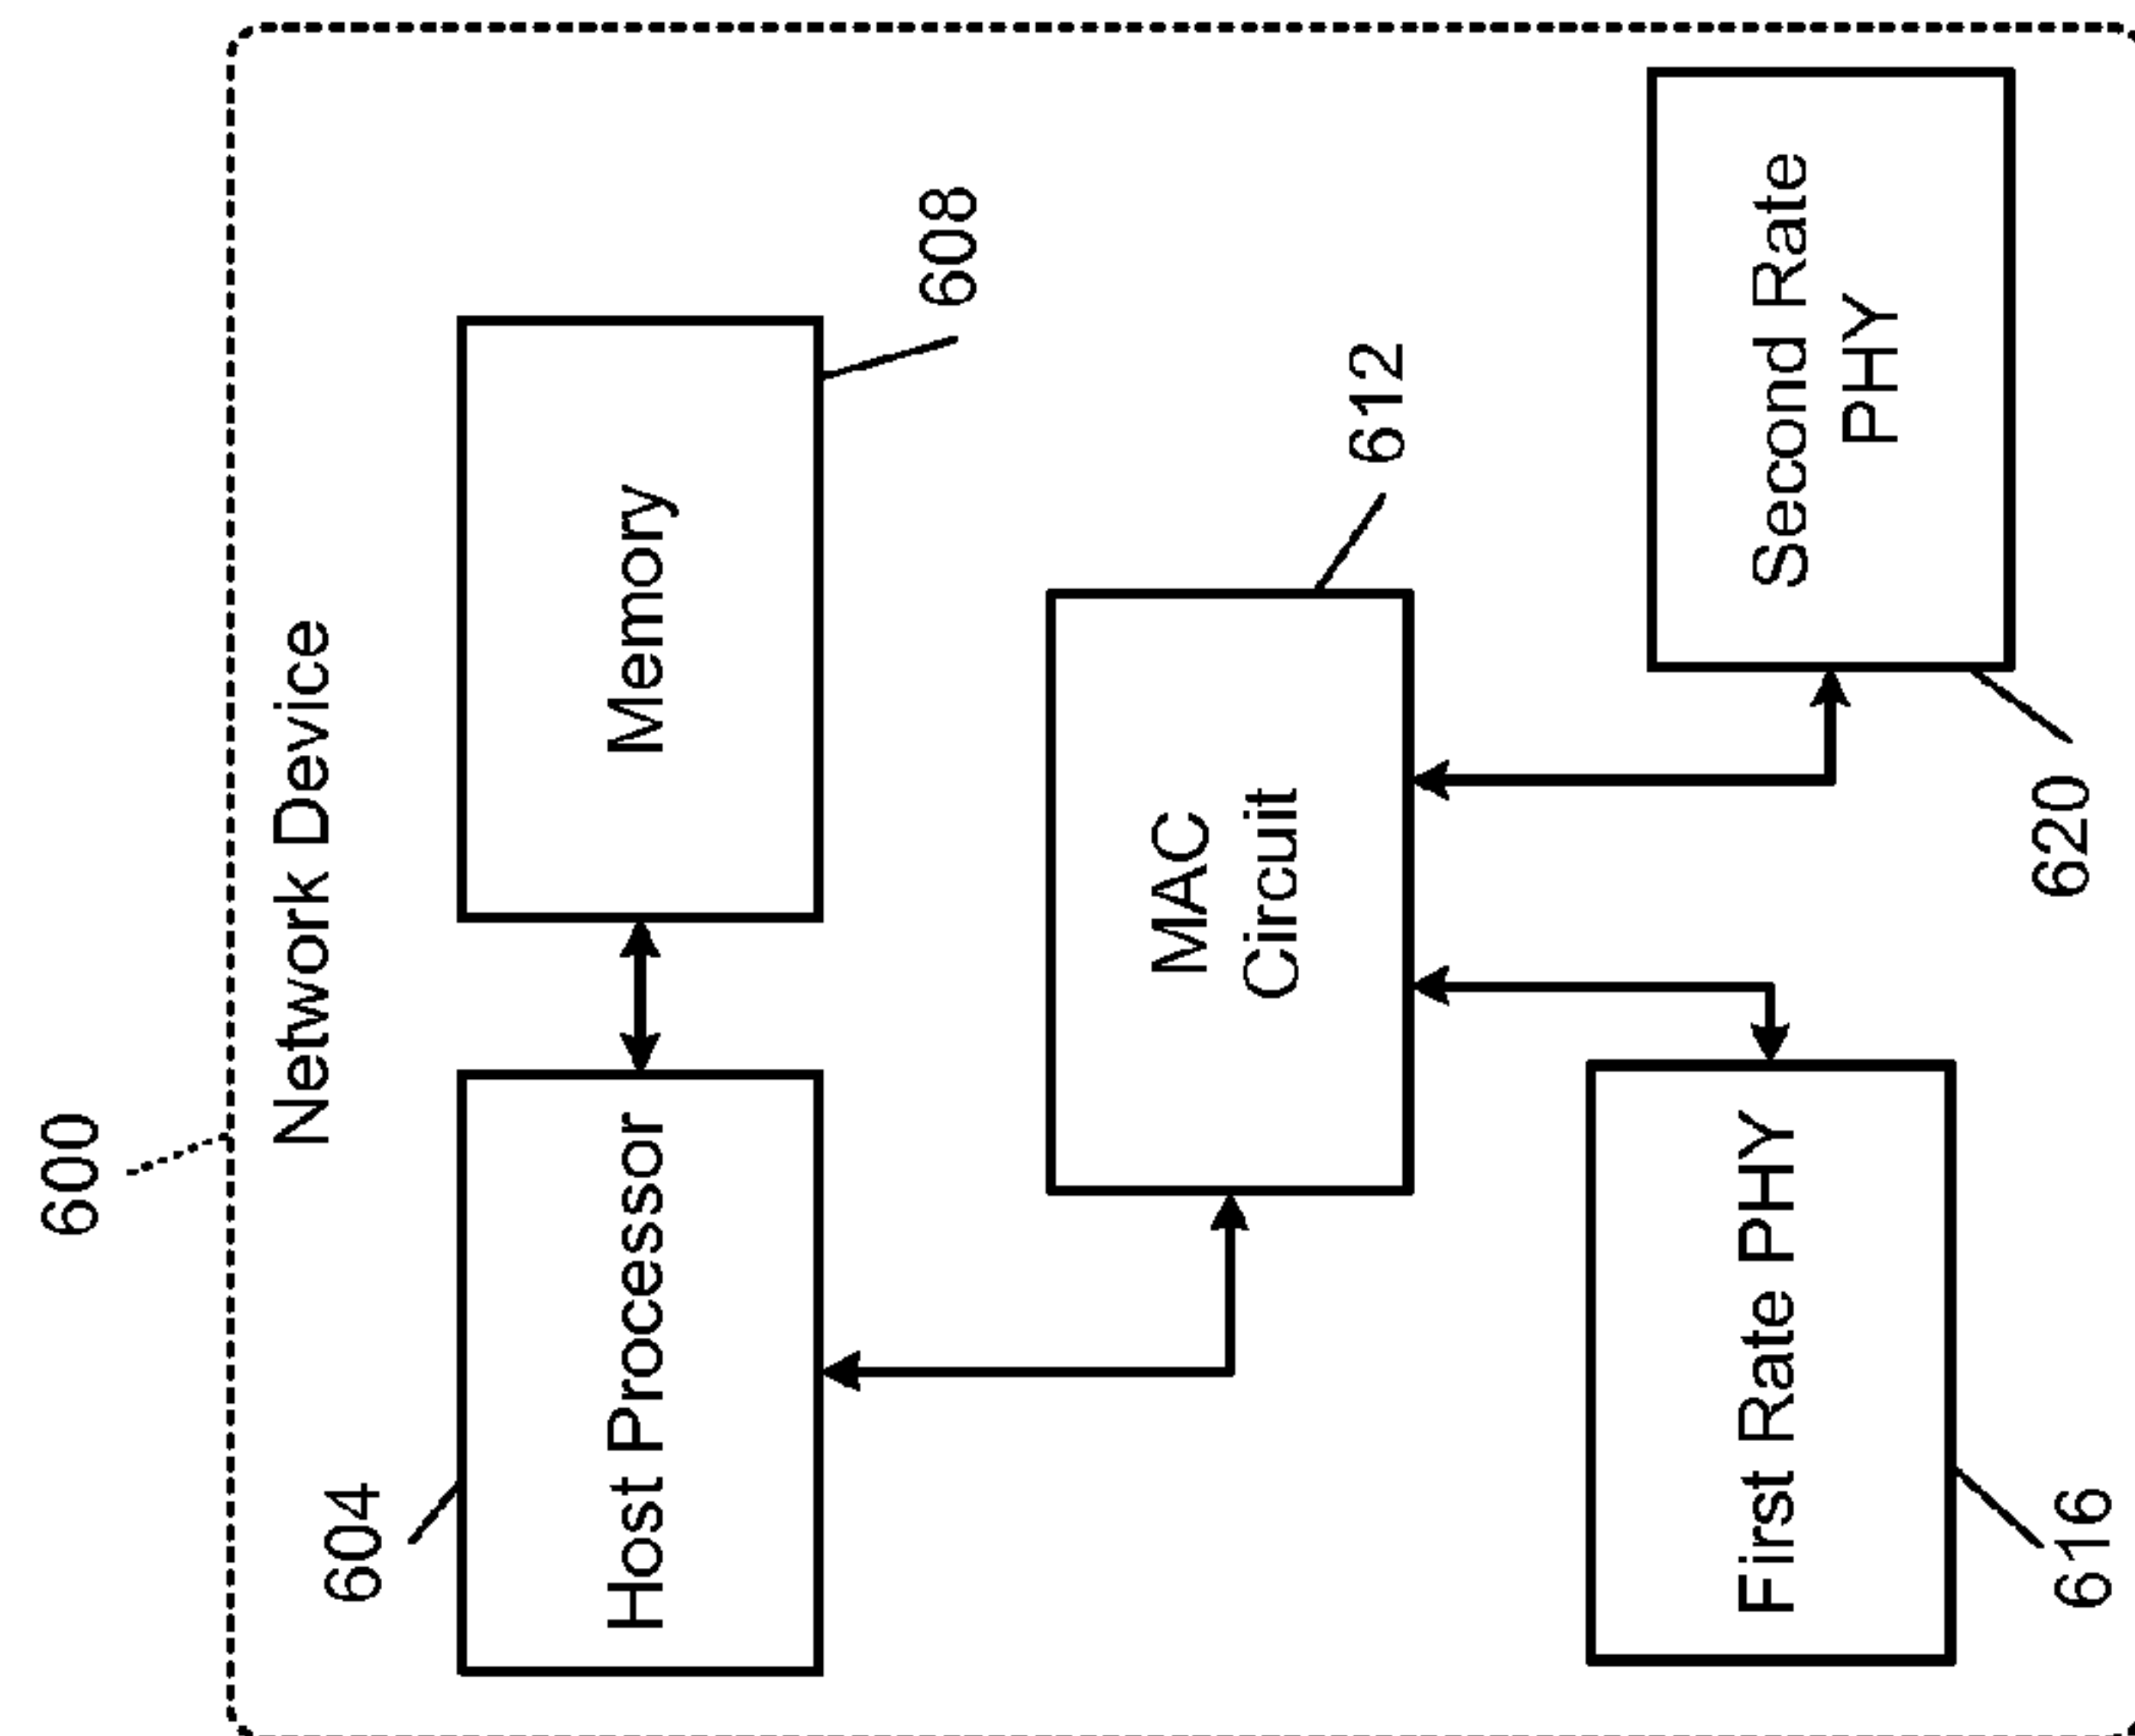 600
Network Device
604
Host Processor
Memory
608
MAC
Circuit
612
First Rate PHY
616
Second Rate
PHY
620